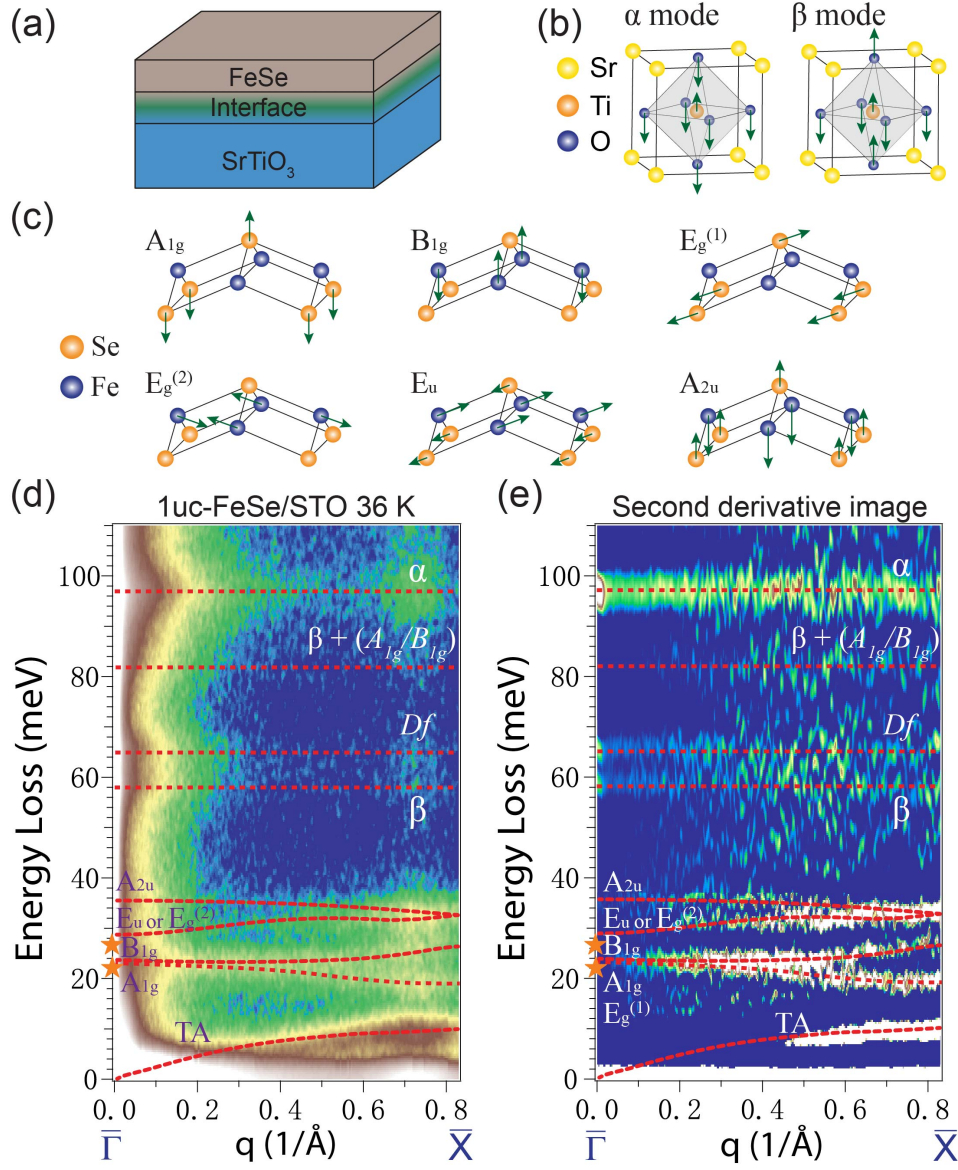 (a)
FeSe
Interface
SrTiO₃
(b)
α mode
β mode
Sr
Ti
O
(c)
A₁g
B₁g
Eg⁽¹⁾
Se
Fe
Eg⁽²⁾
Eᵤ
A₂ᵤ
(d)
1uc-FeSe/STO 36 K
Energy Loss (meV)
100
80
60
40
20
0
α
β + (A₁g/B₁g)
Df
β
A₂ᵤ
Eᵤ or Eg⁽²⁾
B₁g
A₁g
TA
0.0 0.2 0.4 0.6 0.8
Γ̅ q (1/Å) X̅
(e)
Second derivative image
Energy Loss (meV)
100
80
60
40
20
0
α
β + (A₁g/B₁g)
Df
β
A₂ᵤ
Eᵤ or Eg⁽²⁾
B₁g
A₁g
Eg⁽¹⁾
TA
0.0 0.2 0.4 0.6 0.8
Γ̅ q (1/Å) X̅